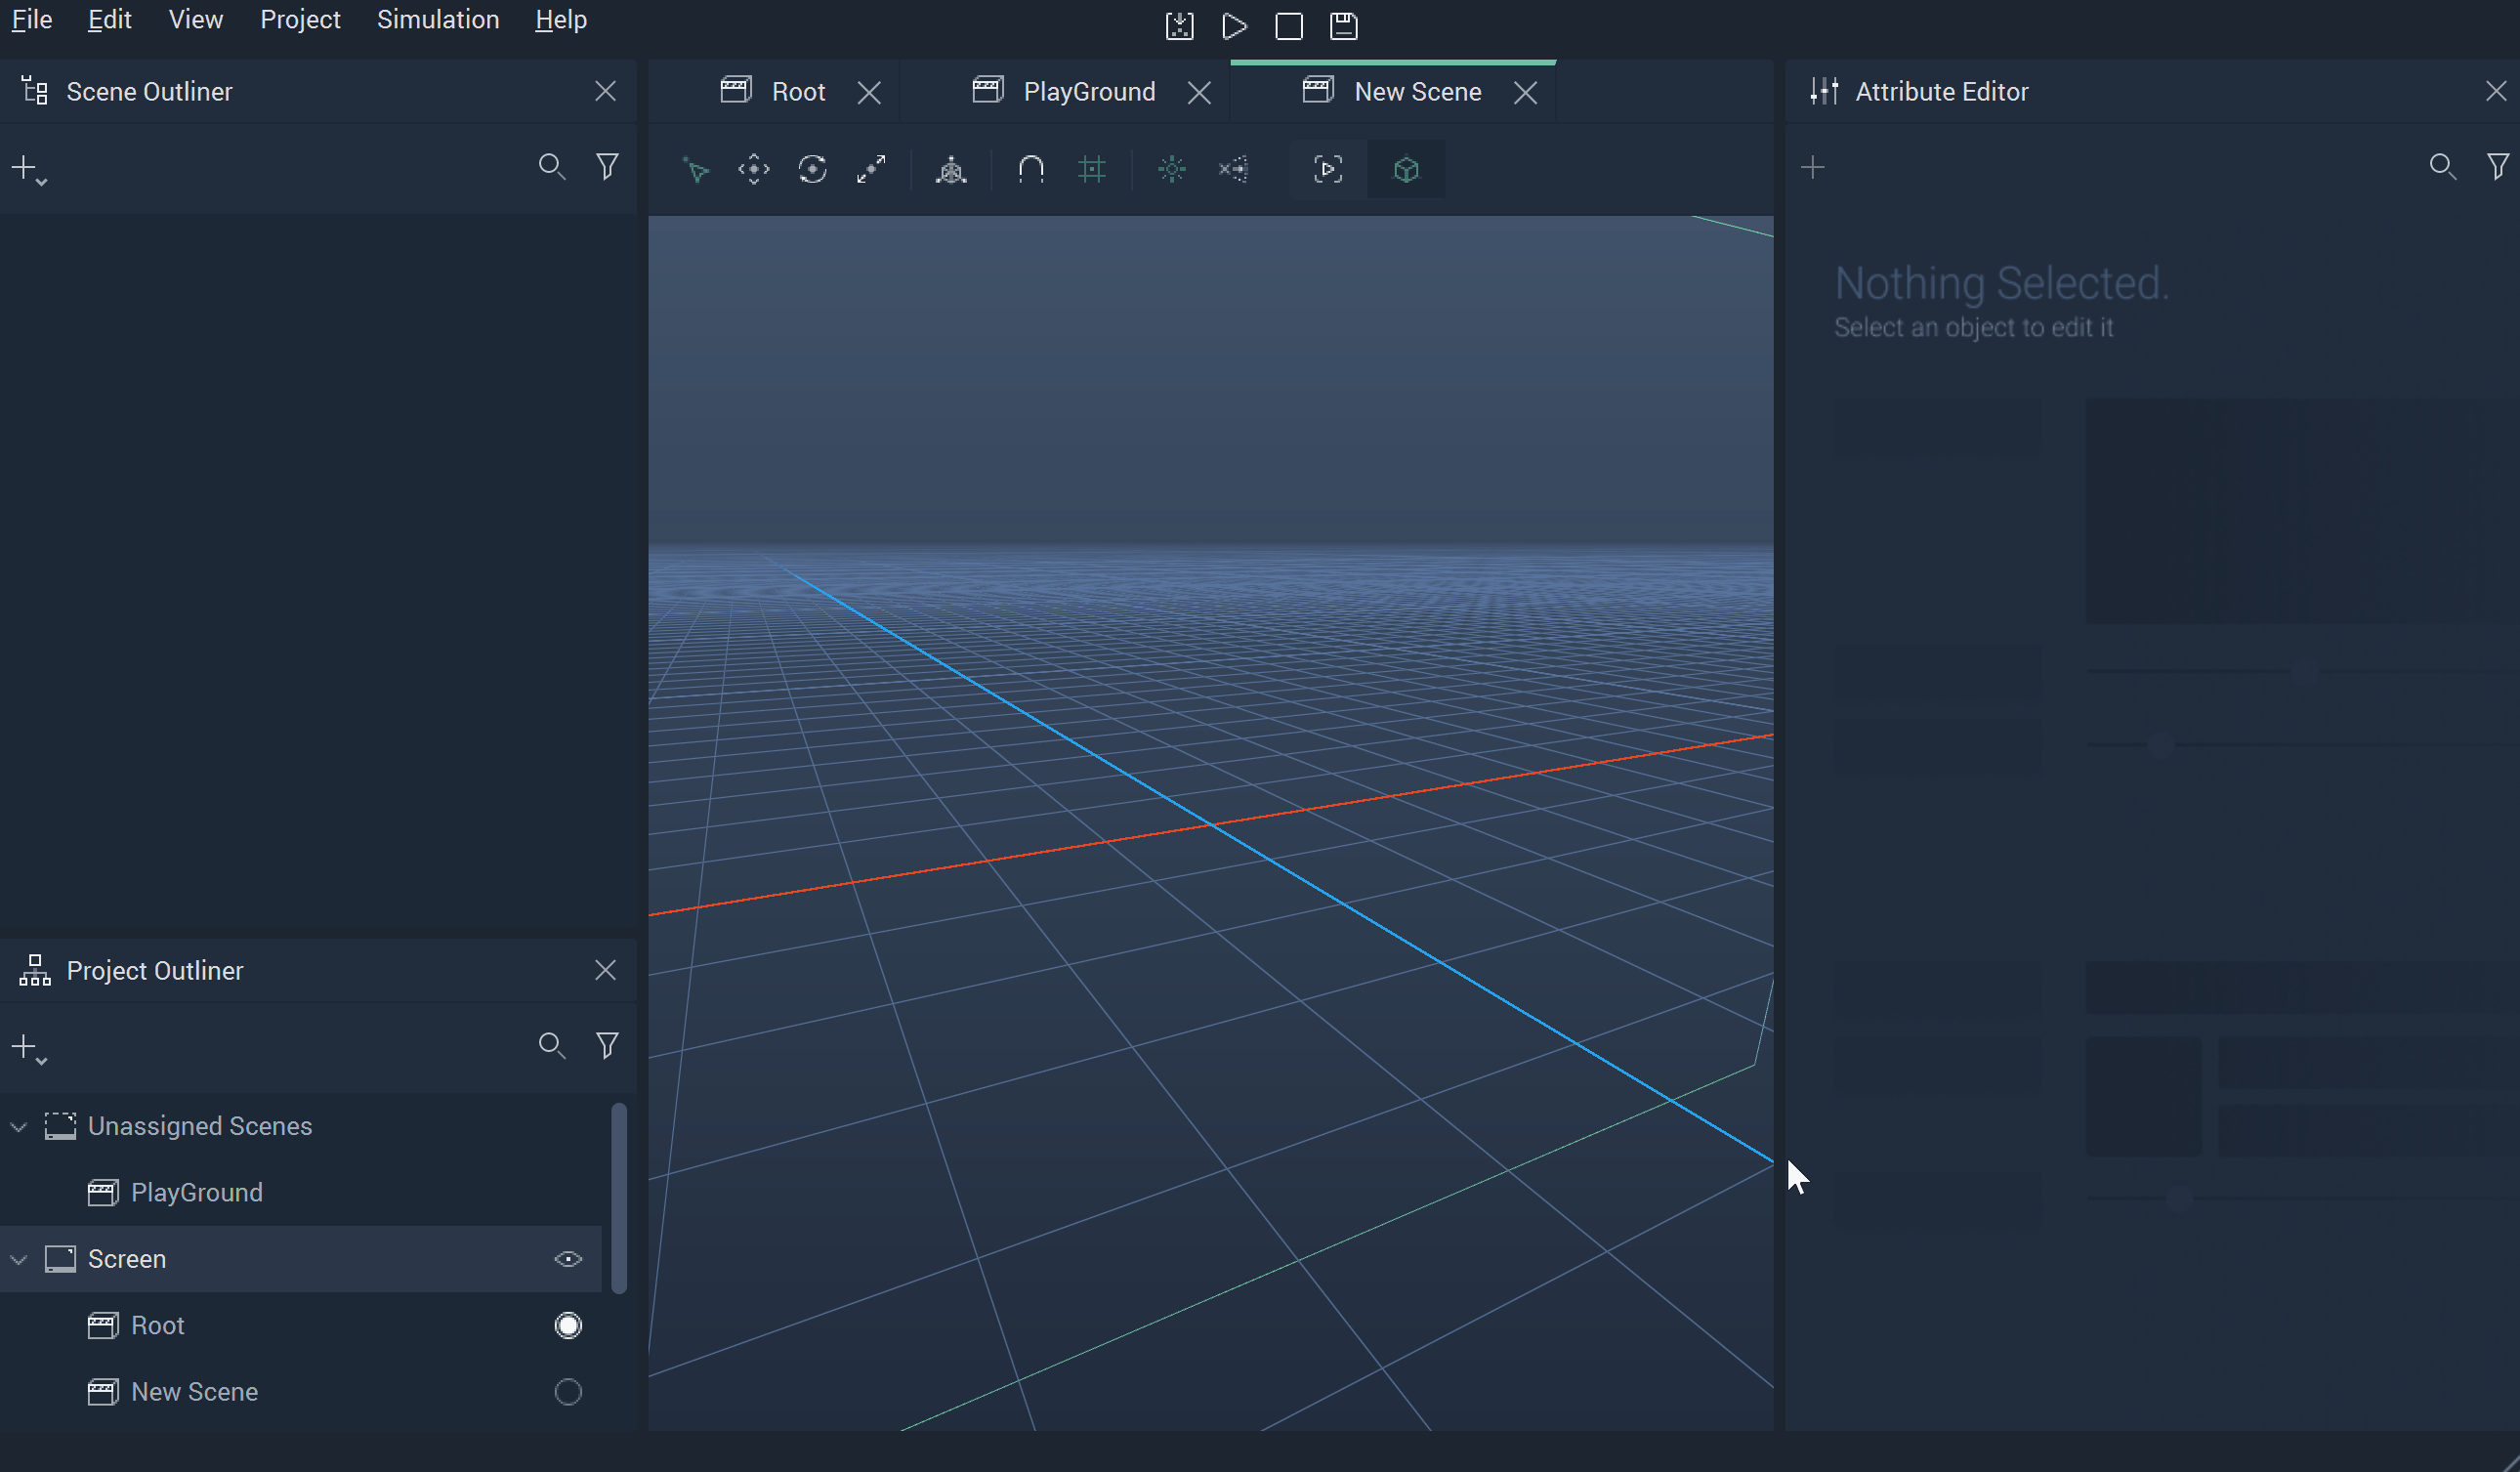 File Edit View Project Simulation Help
Scene Outliner
Root
PlayGround
New Scene
Attribute Editor
Nothing Selected.
Select an object to edit it
Project Outliner
Unassigned Scenes
PlayGround
Screen
Root
New Scene